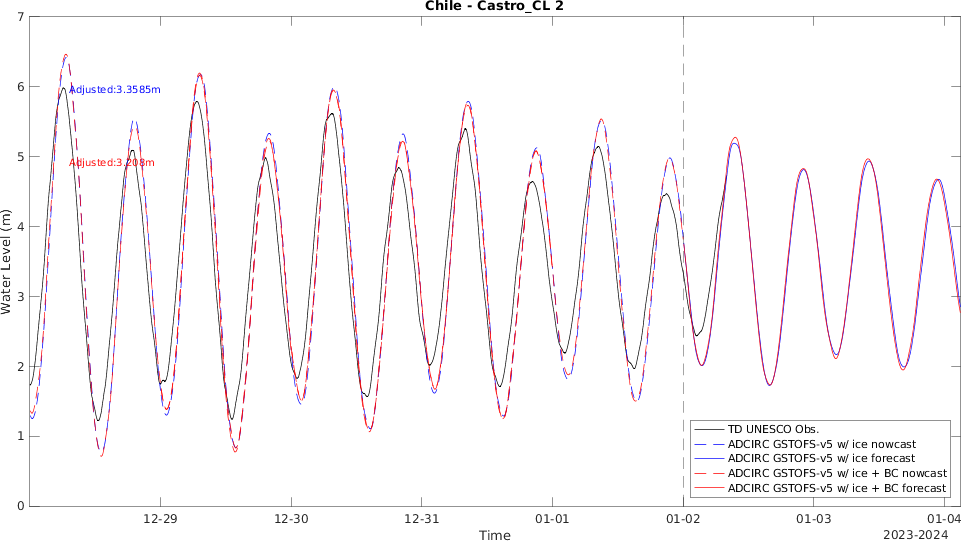 Chile - Castro_CL 2
7
6
5
4
3
2
1
0
Water Level (m)
Adjusted:3.3585m
Adjusted:3.208m
TD UNESCO Obs.
ADCIRC GSTOFS-v5 w/ ice nowcast
ADCIRC GSTOFS-v5 w/ ice forecast
ADCIRC GSTOFS-v5 w/ ice + BC nowcast
ADCIRC GSTOFS-v5 w/ ice + BC forecast
12-29 12-30 12-31 01-01 01-02 01-03 01-04
Time
2023-2024